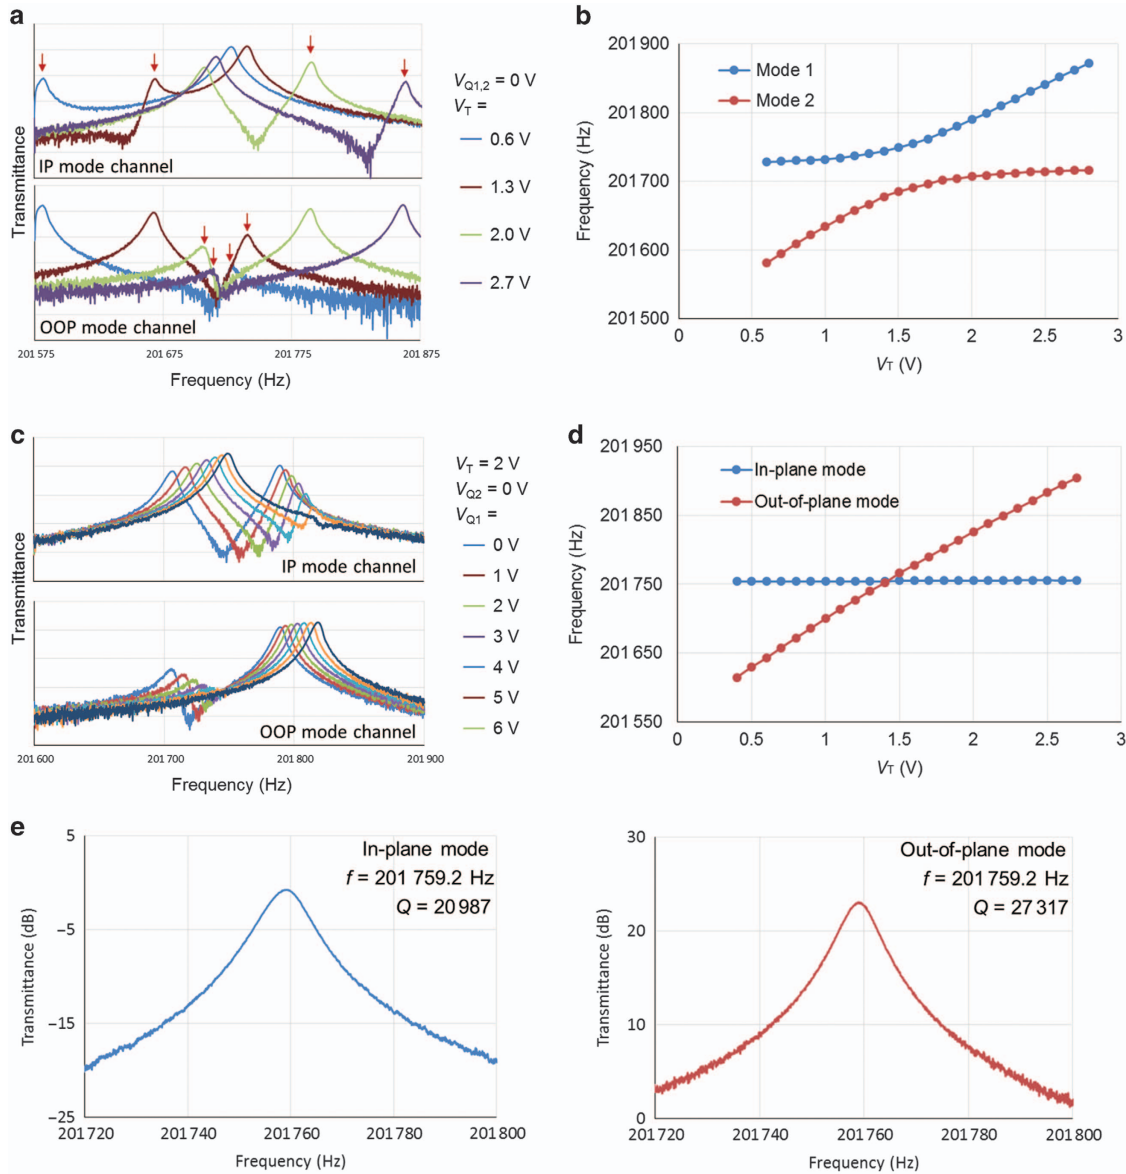 a
V_Q1,2 = 0 V
V_T =
0.6 V
1.3 V
2.0 V
2.7 V
Transmittance
IP mode channel
OOP mode channel
201 575
201 675
201 775
201 875
Frequency (Hz)
b
201 900
201 800
201 700
201 600
201 500
Frequency (Hz)
Mode 1
Mode 2
0
0.5
1
1.5
2
2.5
3
V_T (V)
c
V_T = 2 V
V_Q2 = 0 V
V_Q1 =
0 V
1 V
2 V
3 V
4 V
5 V
6 V
Transmittance
IP mode channel
OOP mode channel
201 600
201 700
201 800
201 900
Frequency (Hz)
d
201 950
201 850
201 750
201 650
201 550
Frequency (Hz)
In-plane mode
Out-of-plane mode
0
0.5
1
1.5
2
2.5
3
V_T (V)
e
5
−5
−15
−25
Transmittance (dB)
In-plane mode
f = 201 759.2 Hz
Q = 20 987
201 720
201 740
201 760
201 780
201 800
Frequency (Hz)
30
20
10
0
Transmittance (dB)
Out-of-plane mode
f = 201 759.2 Hz
Q = 27 317
201 720
201 740
201 760
201 780
201 800
Frequency (Hz)